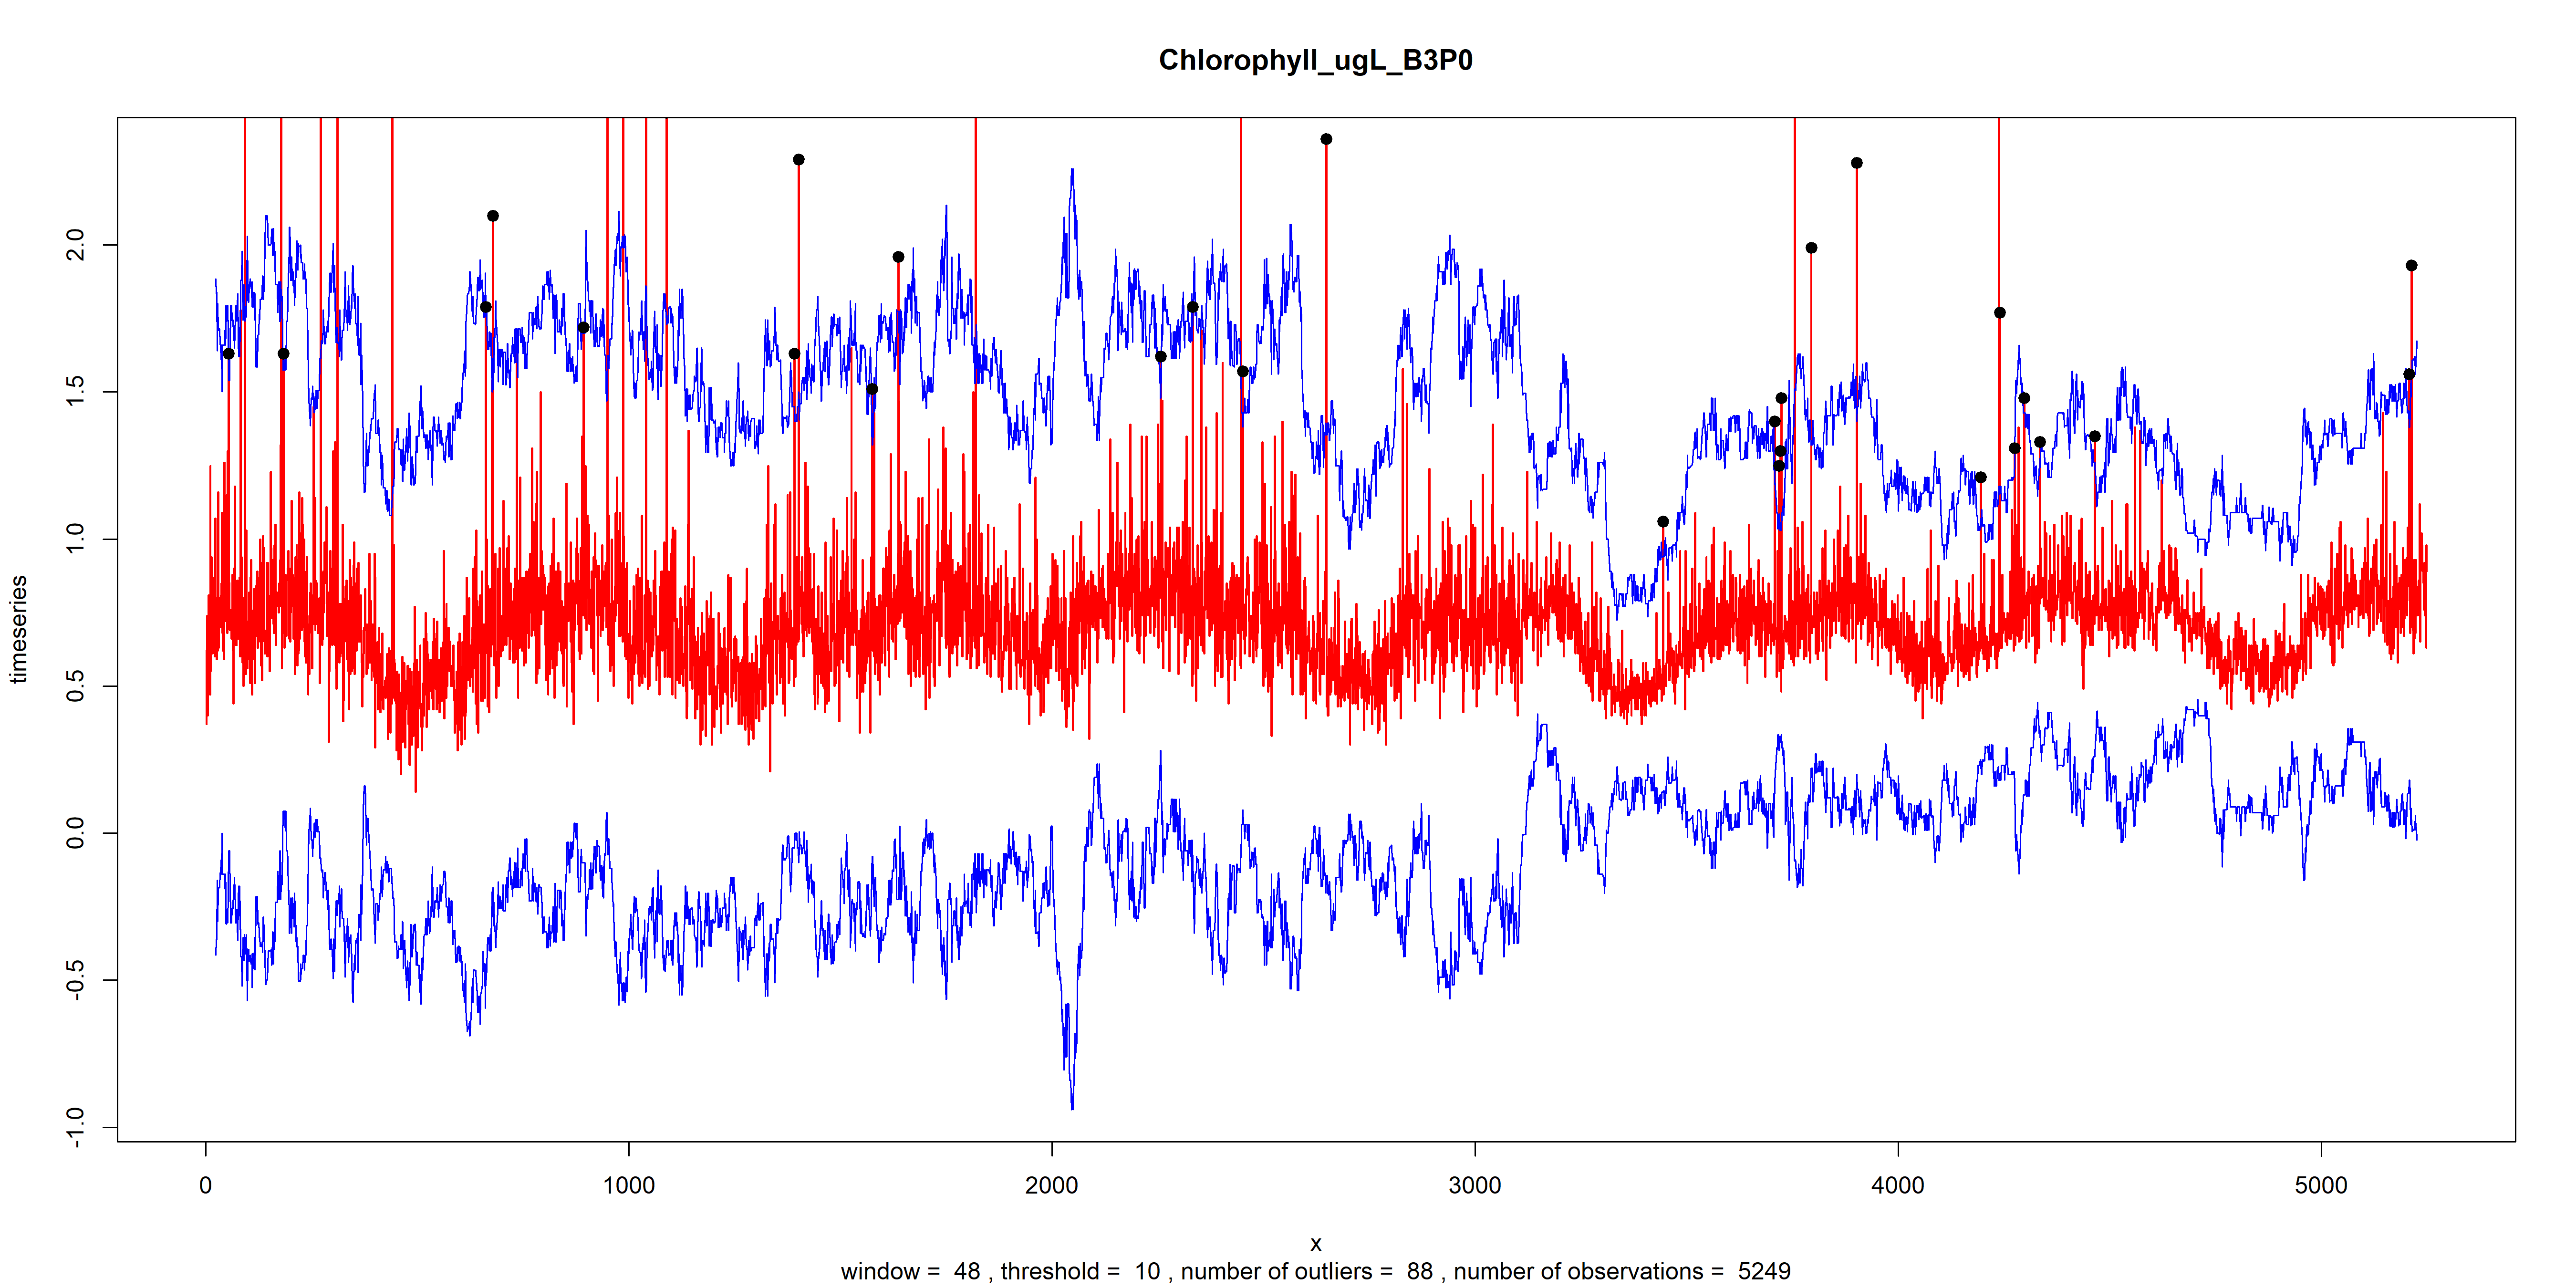 Chlorophyll_ugL_B3P0
timeseries
2.0
1.5
1.0
0.5
0.0
-0.5
-1.0
0 1000 2000 3000 4000 5000
x
window = 48 , threshold = 10 , number of outliers = 88 , number of observations = 5249